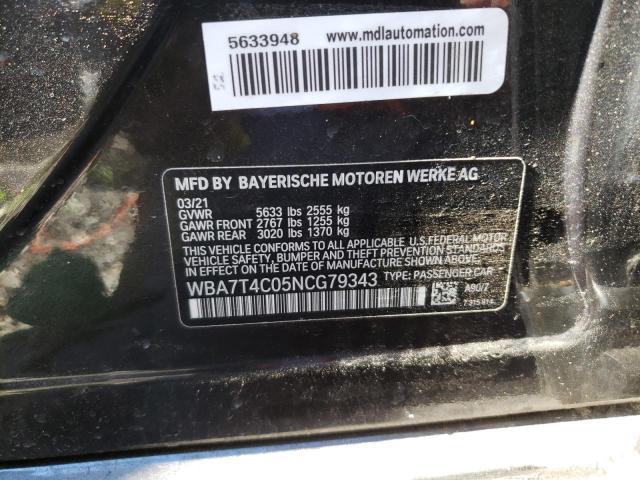 5633948 www.mdlautomation.com
MFD BY BAYERISCHE MOTOREN WERKE AG
03/21
GVWR 5633 lbs 2555 kg
GAWR FRONT 2767 lbs 1255 kg
GAWR REAR 3020 lbs 1370 kg
THIS VEHICLE CONFORMS TO ALL APPLICABLE U.S. FEDERAL MOTOR
VEHICLE SAFETY, BUMPER AND THEFT PREVENTION STANDARDS
IN EFFECT ON THE DATE OF MANUFACTURE SHOWN ABOVE.
WBA7T4C05NCG79343 TYPE: PASSENGER CAR
A90/7